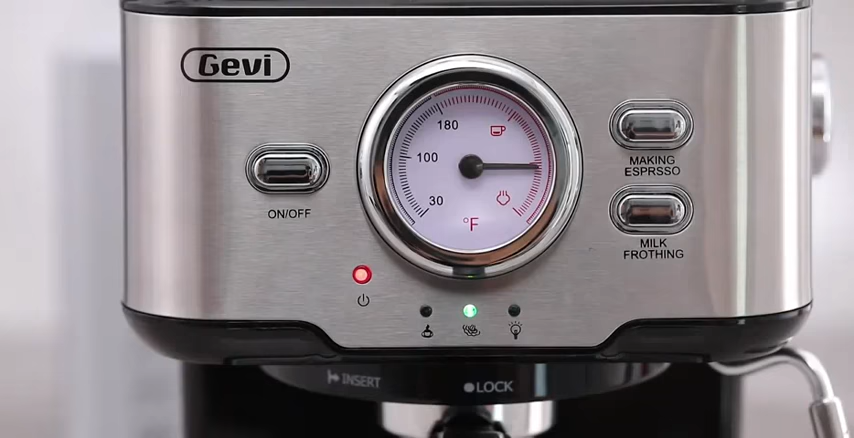 Gevi
180
100
30
°F
ON/OFF
MAKING
ESPRSSO
MILK
FROTHING
INSERT
LOCK